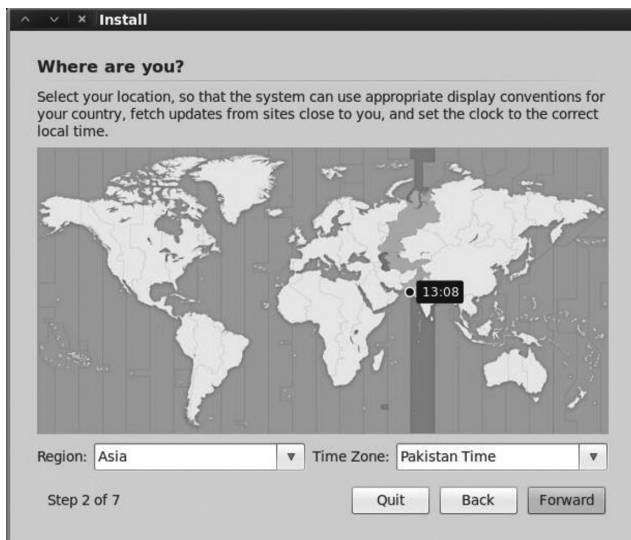 Install
Where are you?
Select your location, so that the system can use appropriate display conventions for
your country, fetch updates from sites close to you, and set the clock to the correct
local time.
13:08
Region: Asia Time Zone: Pakistan Time
Step 2 of 7 Quit Back Forward